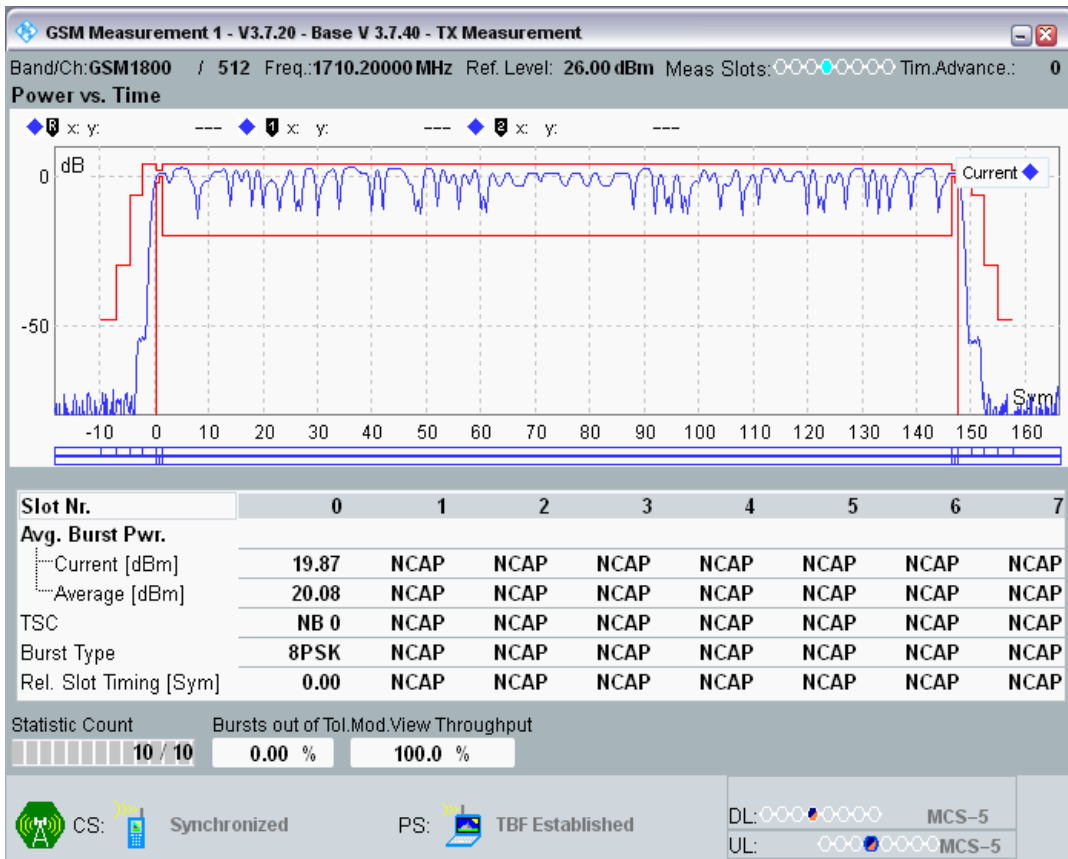 GSM Measurement 1 - V3.7.20 - Base V 3.7.40 - TX Measurement
Band/Ch:GSM1800 / 512 Freq.:1710.20000 MHz Ref. Level: 26.00 dBm Meas Slots: Tim.Advance.: 0
Power vs. Time
R x: y: --- 1 x: y: --- 2 x: y: ---
dB
Current
0
-50
Sym
-10 0 10 20 30 40 50 60 70 80 90 100 110 120 130 140 150 160
Slot Nr. 0 1 2 3 4 5 6 7
Avg. Burst Pwr.
Current [dBm] 19.87 NCAP NCAP NCAP NCAP NCAP NCAP NCAP
Average [dBm] 20.08 NCAP NCAP NCAP NCAP NCAP NCAP NCAP
TSC NB 0 NCAP NCAP NCAP NCAP NCAP NCAP NCAP
Burst Type 8PSK NCAP NCAP NCAP NCAP NCAP NCAP NCAP
Rel. Slot Timing [Sym] 0.00 NCAP NCAP NCAP NCAP NCAP NCAP NCAP
Statistic Count Bursts out of Tol.Mod.View Throughput
10 / 10 0.00 % 100.0 %
CS: Synchronized PS: TBF Established DL: MCS-5
UL: MCS-5